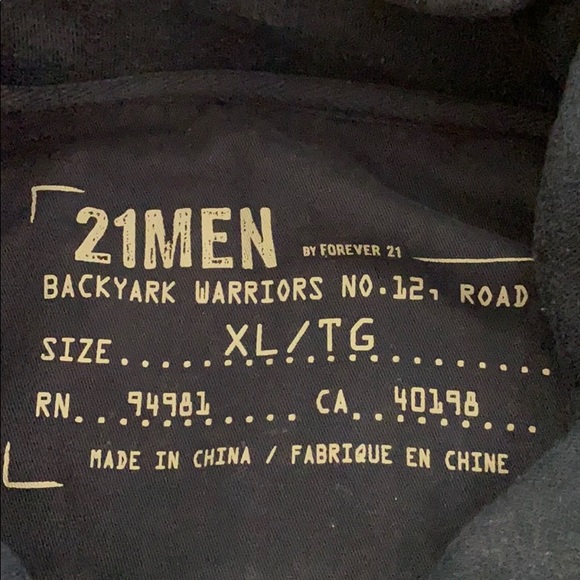 21MEN BY FOREVER 21
BACKYARK WARRIORS NO.12, ROAD
SIZE.....XL/TG..........
RN...94981..... CA..40198....
MADE IN CHINA / FABRIQUE EN CHINE